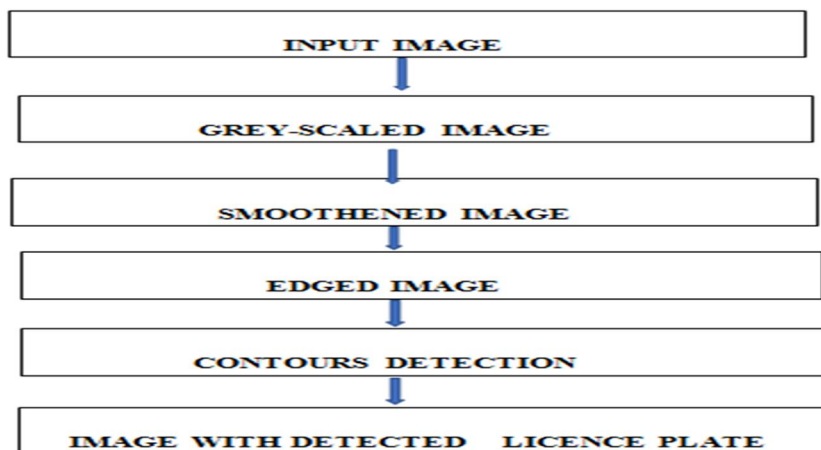 INPUT IMAGE
GREY-SCALED IMAGE
SMOOTHENED IMAGE
EDGED IMAGE
CONTOURS DETECTION
IMAGE WITH DETECTED LICENCE PLATE